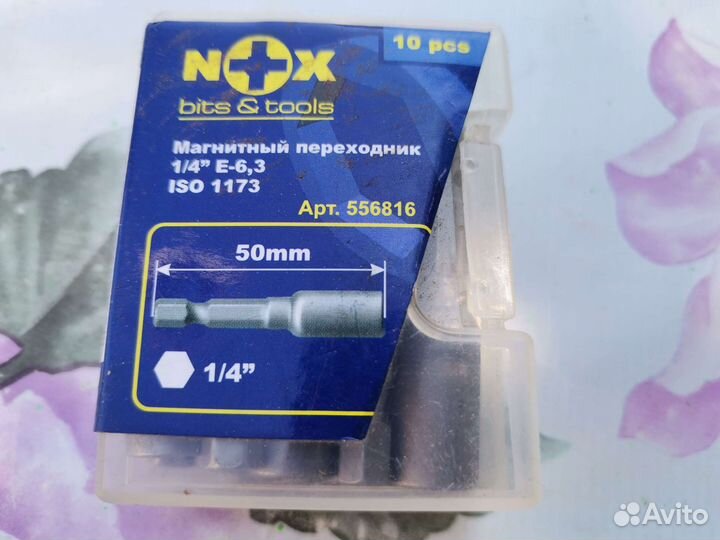 NOX
10 pcs
bits & tools
Магнитный переходник
1/4” E-6,3
ISO 1173
Арт. 556816
50mm
1/4”
Avito